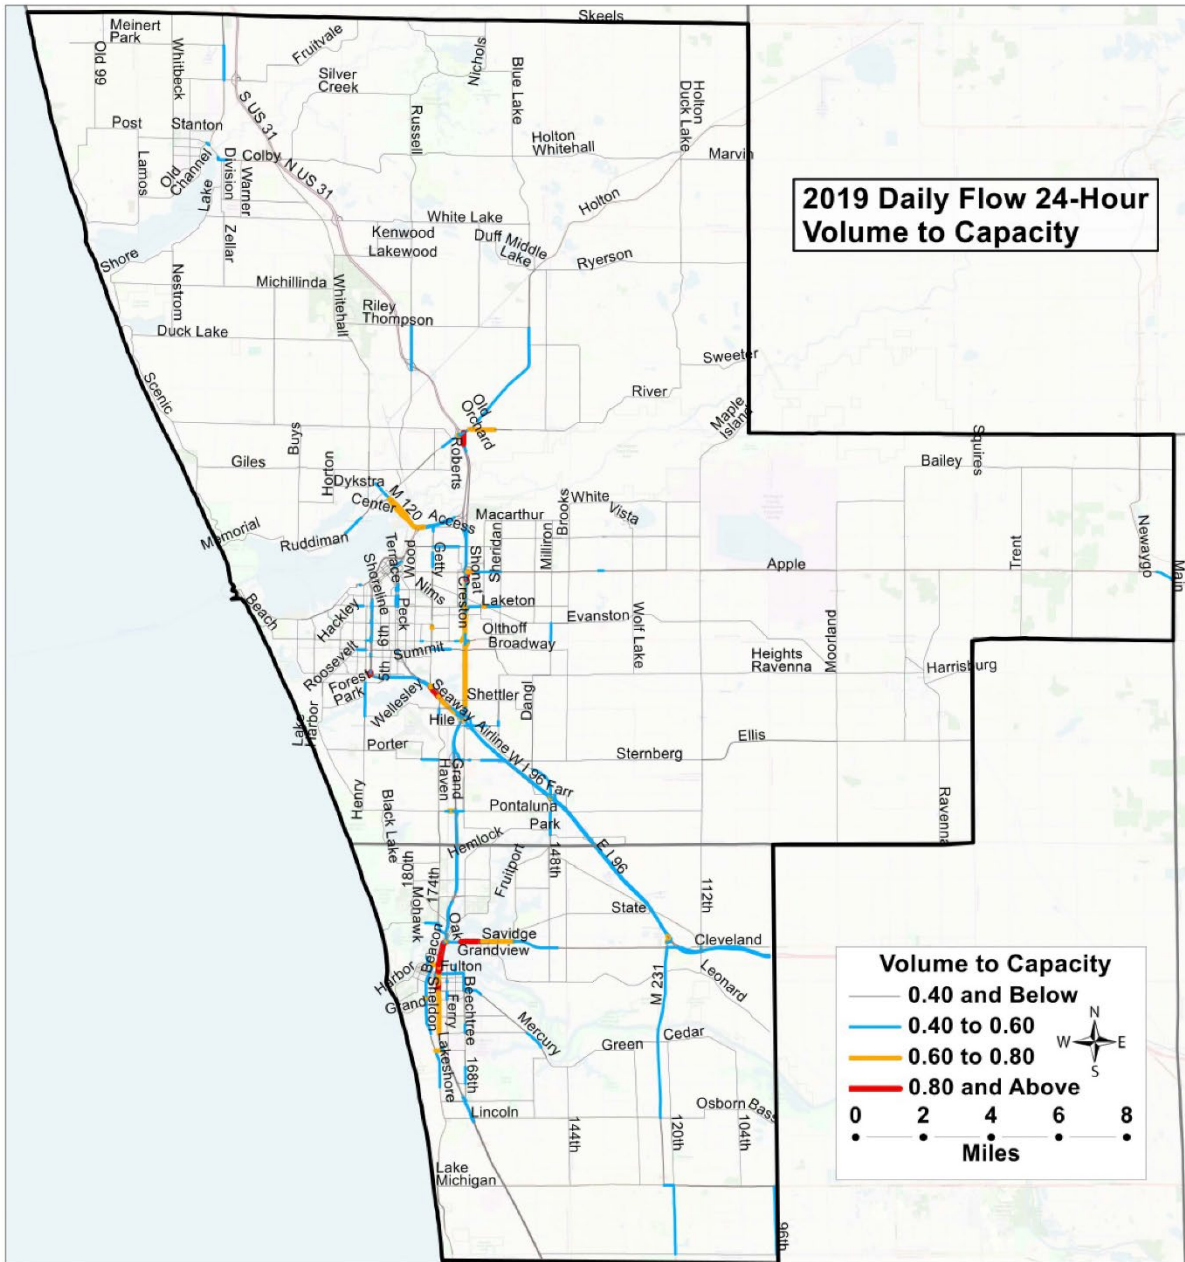 Skeels
Meinert
Park
Old 99
Whitbeck
Fruitvale
Silver
Creek
Nichols
Blue Lake
Holton
Duck Lake
S US 31
Russell
Post
Stanton
Holton
Whitehall
Marvin
Lamos
Old
Channel
Colby
N US 31
Division
Warner
Lake
Zellar
White Lake
Holton
Kenwood
Lakewood
Duff
Middle
Lake
Ryerson
Shore
Nestrom
Michillinda
Whitehall
Riley
Thompson
Duck Lake
Sweeter
Scenic
River
Maple
Island
Old
Orchard
Roberts
Buys
Giles
Horton
Dykstra
M 120
Center
Access
Macarthur
Brooks
White
Vista
Bailey
Squires
Memorial
Ruddiman
Terrace
Wood
Getty
Shonat
Sheridan
Milliron
Apple
Trent
Newaygo
Main
Beach
Shoreline
Nims
Creston
Laketon
Hackley
Peck
6th
Evanston
Wolf Lake
Moorland
Olthoff
Broadway
Summit
Roosevelt
5th
Heights
Ravenna
Harrisburg
Forest
Park
Wellesley
Seaway
Shettler
Dangl
Lake
Harbor
Hile
Airline
W I 96
Farr
Porter
Grand
Haven
Sternberg
Ellis
Henry
Black Lake
Pontaluna
Park
Ravenna
Hemlock
E I 96
148th
Fruitport
180th
174th
Mohawk
112th
State
Oak
Savidge
Grandview
Cleveland
Beacon
Fulton
Harbor
Grand
Sheldon
Ferry
Beechtree
M 231
Leonard
Mercury
Green
Cedar
Lakeshore
168th
Lincoln
Osborn
Bass
144th
120th
104th
Lake
Michigan
96th
2019 Daily Flow 24-Hour
Volume to Capacity
Volume to Capacity
0.40 and Below
0.40 to 0.60
0.60 to 0.80
0.80 and Above
N
W E
S
0 2 4 6 8
Miles